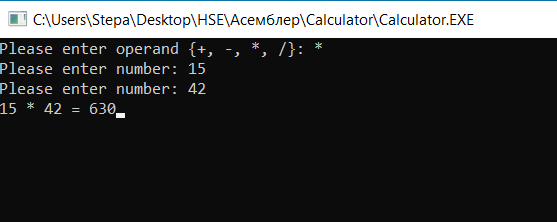 C:\Users\Stepa\Desktop\HSE\Асемблер\Calculator\Calculator.EXE
Please enter operand {+, -, *, /}: *
Please enter number: 15
Please enter number: 42
15 * 42 = 630